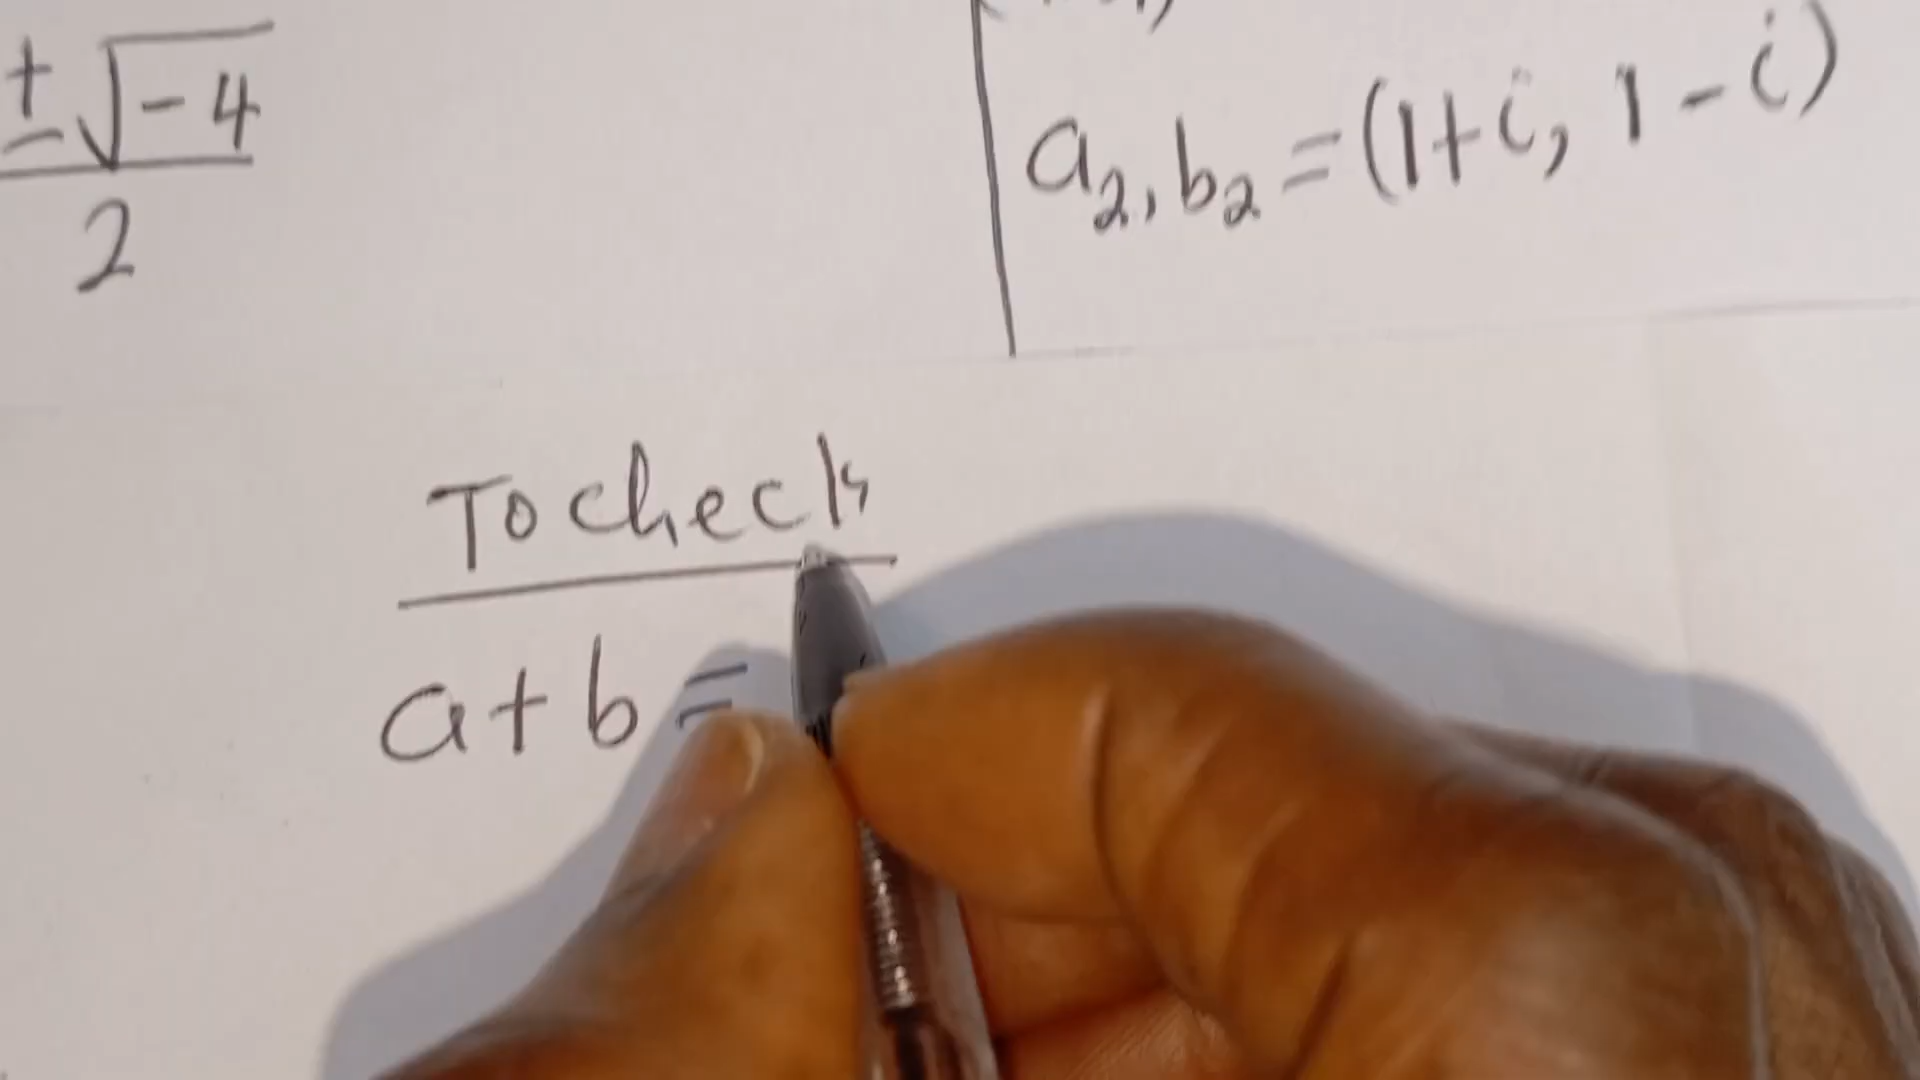 ± √-4
2
a₂, b₂ = (1+i, 1-i)
To check
a + b =